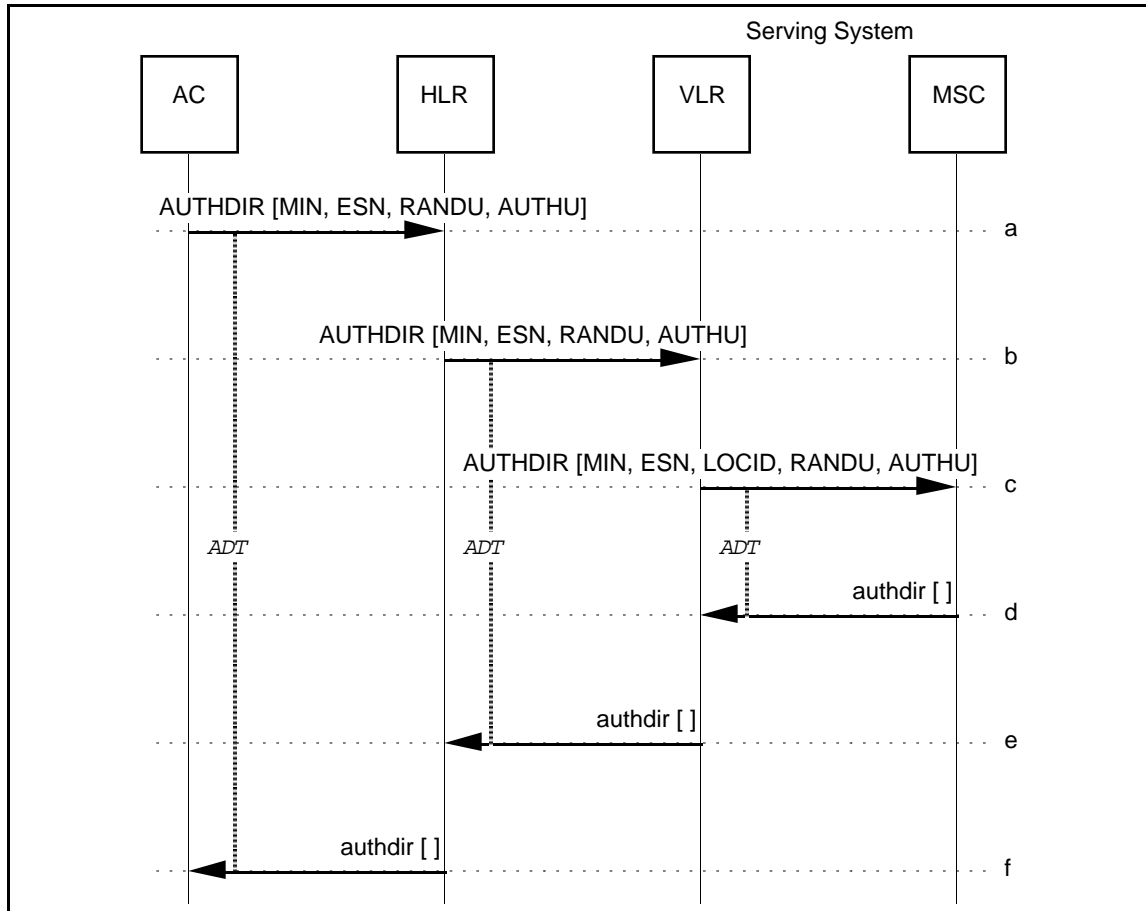 Serving System
AC
HLR
VLR
MSC
AUTHDIR [MIN, ESN, RANDU, AUTHU]
a
AUTHDIR [MIN, ESN, RANDU, AUTHU]
b
AUTHDIR [MIN, ESN, LOCID, RANDU, AUTHU]
c
ADT
ADT
ADT
authdir [ ]
d
authdir [ ]
e
authdir [ ]
f